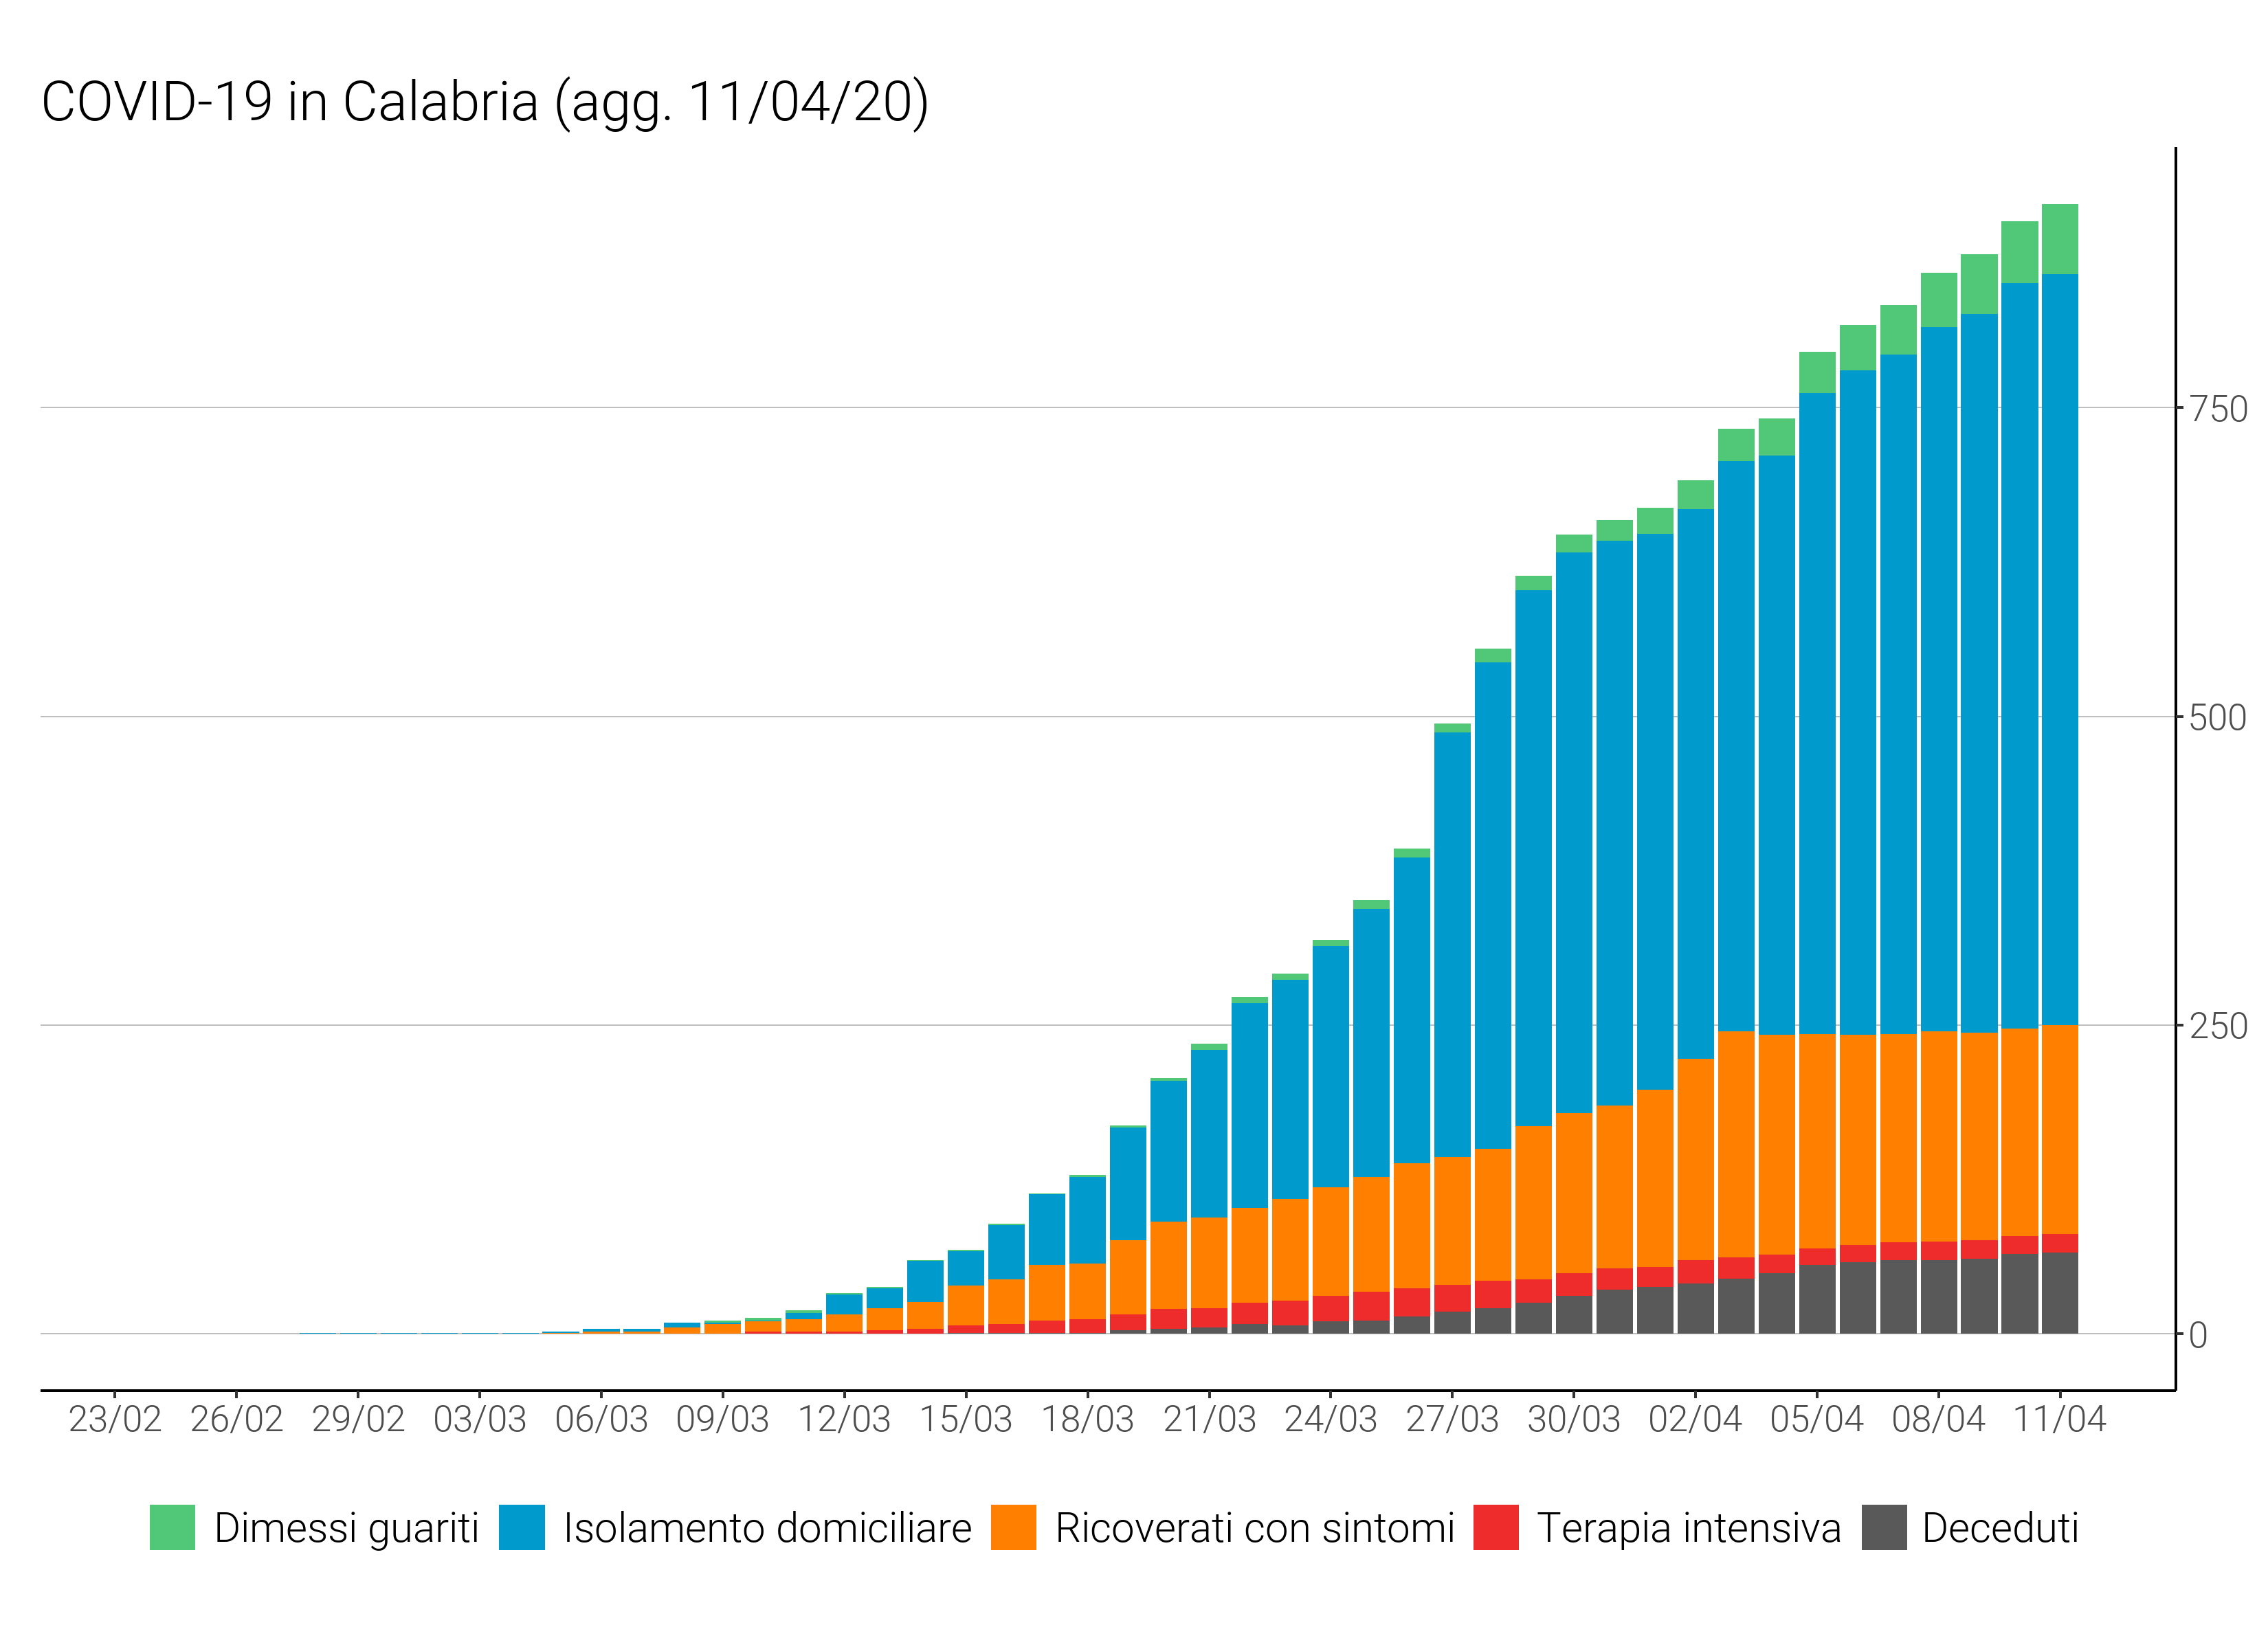 COVID-19 in Calabria (agg. 11/04/20)
750
500
250
0
23/02 26/02 29/02 03/03 06/03 09/03 12/03 15/03 18/03 21/03 24/03 27/03 30/03 02/04 05/04 08/04 11/04
Dimessi guariti Isolamento domiciliare Ricoverati con sintomi Terapia intensiva Deceduti